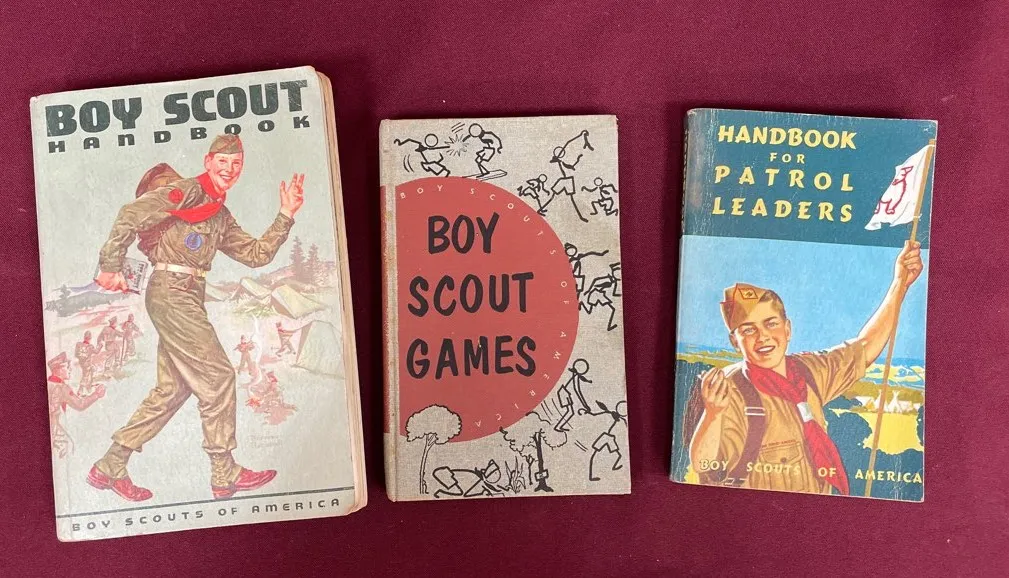 BOY SCOUT
HANDBOOK
BOY SCOUTS OF AMERICA
BOY SCOUTS OF AMERICA
BOY
SCOUT
GAMES
HANDBOOK
FOR
PATROL
LEADERS
BOY SCOUTS OF AMERICA